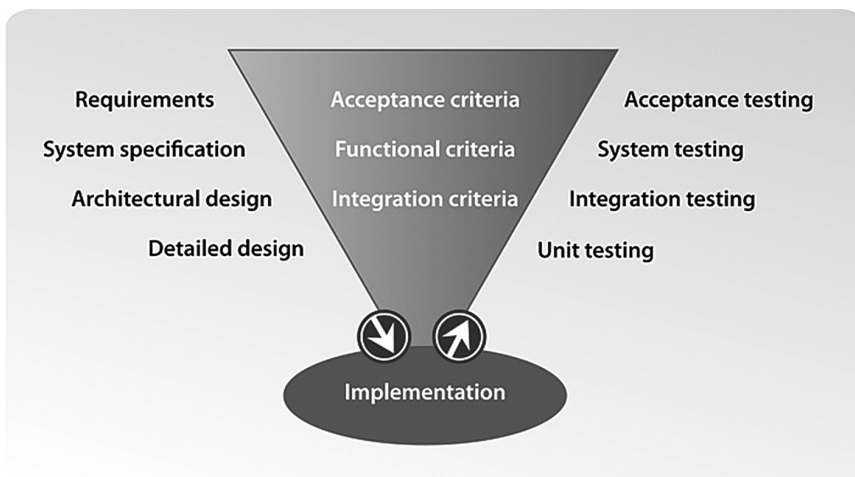 Requirements
Acceptance criteria
Acceptance testing
System specification
Functional criteria
System testing
Architectural design
Integration criteria
Integration testing
Detailed design
Unit testing
Implementation